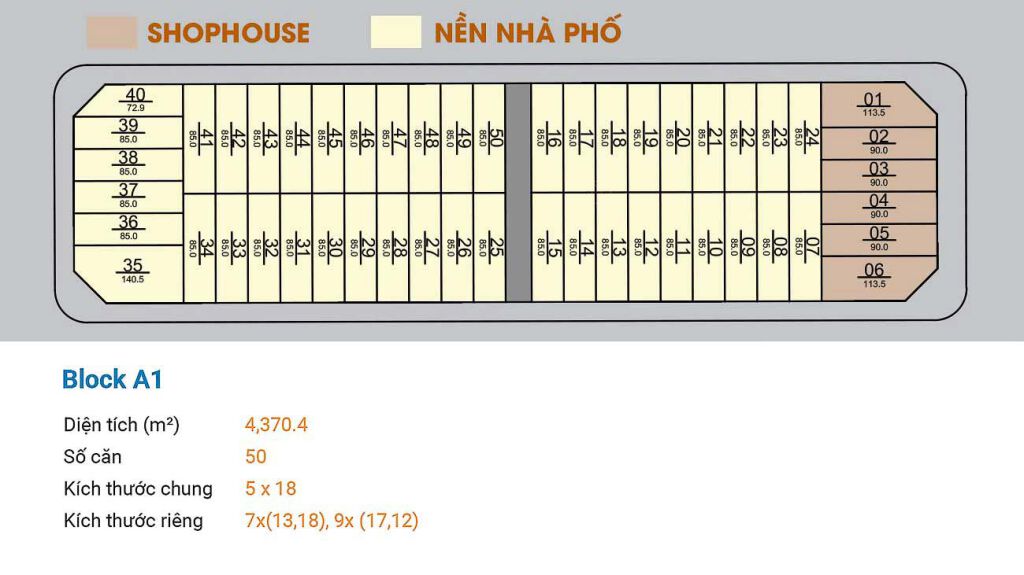 SHOPHOUSE NỀN NHÀ PHỐ
40
72.9
39
85.0
38
85.0
37
85.0
36
85.0
35
140.5
41 42 43 44 45 46 47 48 49 50
85.0 85.0 85.0 85.0 85.0 85.0 85.0 85.0 85.0 85.0
34 33 32 31 30 29 28 27 26 25
85.0 85.0 85.0 85.0 85.0 85.0 85.0 85.0 85.0 85.0
16 17 18 19 20 21 22 23 24
85.0 85.0 85.0 85.0 85.0 85.0 85.0 85.0 85.0
15 14 13 12 11 10 09 08 07
85.0 85.0 85.0 85.0 85.0 85.0 85.0 85.0 85.0
01
113.5
02
90.0
03
90.0
04
90.0
05
90.0
06
113.5
Block A1
Diện tích (m²) 4,370.4
Số căn 50
Kích thước chung 5 x 18
Kích thước riêng 7x(13,18), 9x (17,12)